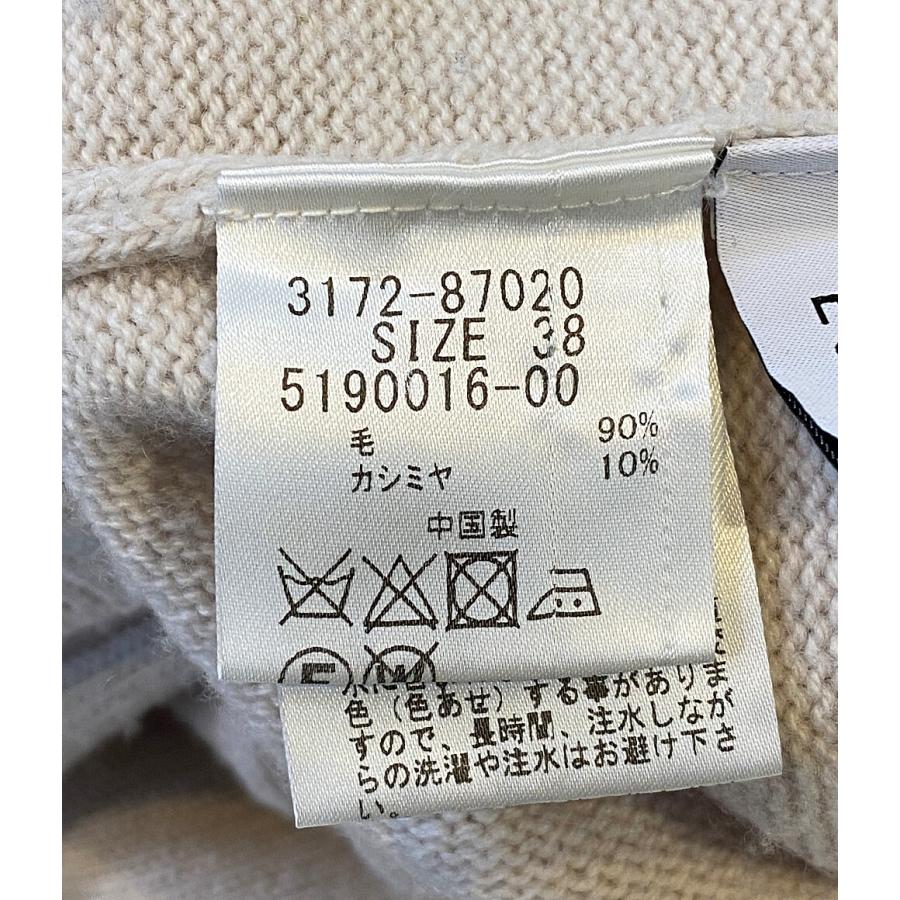 3172-87020
SIZE 38
5190016-00
毛 90%
カシミヤ 10%
中国製
色(色あせ)する事がありま
すので、長時間、注水しなが
らの洗濯や注水はお避け下さ
い。